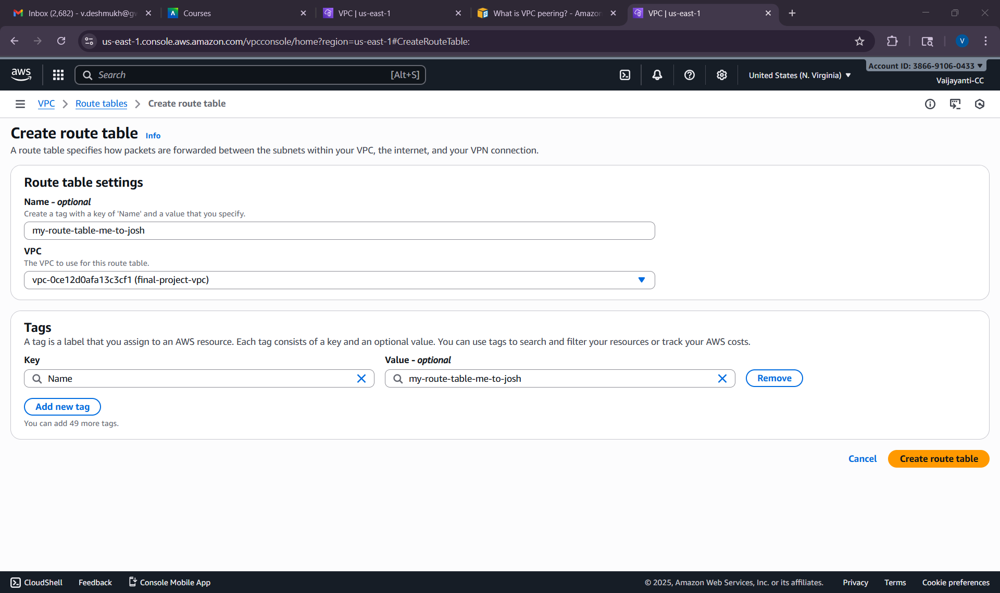 Inbox (2,682) - v.deshmukh@gw
Courses
VPC | us-east-1
What is VPC peering? - Amazon
VPC | us-east-1
us-east-1.console.aws.amazon.com/vpcconsole/home?region=us-east-1#CreateRouteTable:
V
aws
Search
[Alt+S]
United States (N. Virginia)
Account ID: 3866-9106-0433
Vaijayanti-CC
VPC
Route tables
Create route table
Create route table Info
A route table specifies how packets are forwarded between the subnets within your VPC, the internet, and your VPN connection.
Route table settings
Name - optional
Create a tag with a key of 'Name' and a value that you specify.
my-route-table-me-to-josh
VPC
The VPC to use for this route table.
vpc-0ce12d0afa13c3cf1 (final-project-vpc)
Tags
A tag is a label that you assign to an AWS resource. Each tag consists of a key and an optional value. You can use tags to search and filter your resources or track your AWS costs.
Key
Value - optional
Name
my-route-table-me-to-josh
Remove
Add new tag
You can add 49 more tags.
Cancel
Create route table
CloudShell
Feedback
Console Mobile App
© 2025, Amazon Web Services, Inc. or its affiliates.
Privacy
Terms
Cookie preferences